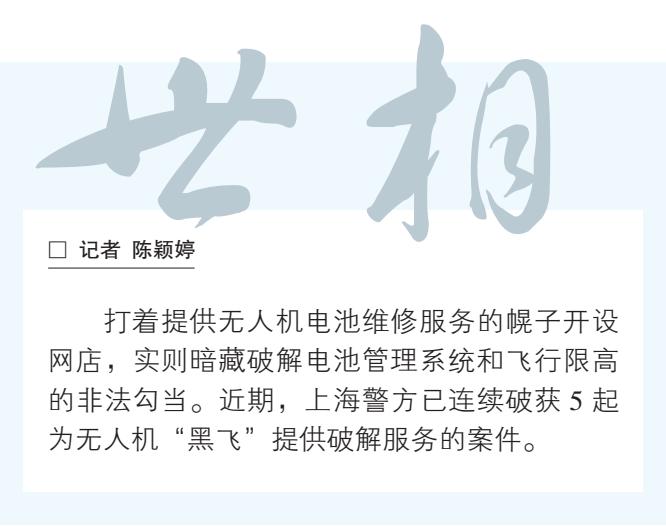 世相
□ 记者 陈颖婷
打着提供无人机电池维修服务的幌子开设
网店，实则暗藏破解电池管理系统和飞行限高
的非法勾当。近期，上海警方已连续破获 5 起
为无人机“黑飞”提供破解服务的案件。